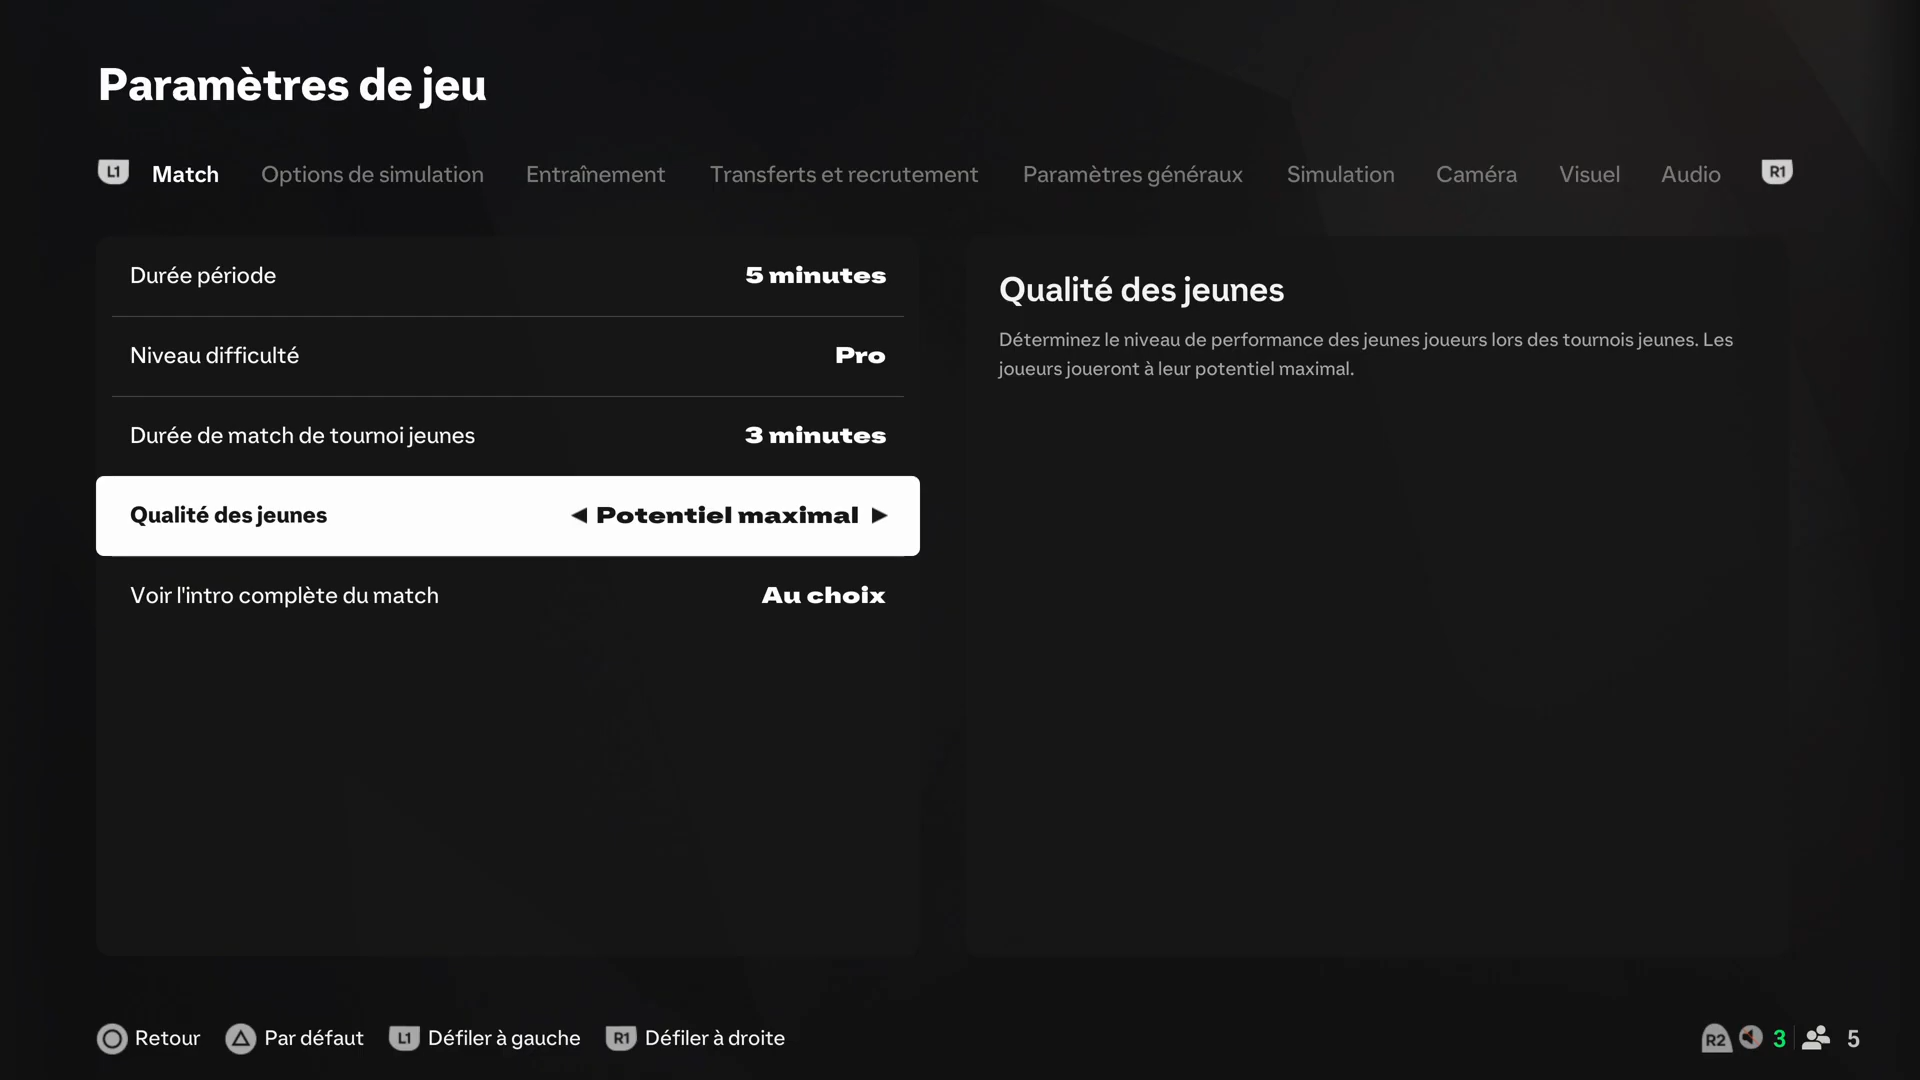 Paramètres de jeu
L1 Match Options de simulation Entraînement Transferts et recrutement Paramètres généraux Simulation Caméra Visuel Audio R1
Durée période 5 minutes
Niveau difficulté Pro
Durée de match de tournoi jeunes 3 minutes
Qualité des jeunes Potentiel maximal
Voir l'intro complète du match Au choix
Qualité des jeunes
Déterminez le niveau de performance des jeunes joueurs lors des tournois jeunes. Les
joueurs joueront à leur potentiel maximal.
Retour Par défaut L1 Défiler à gauche R1 Défiler à droite
R2 3 5